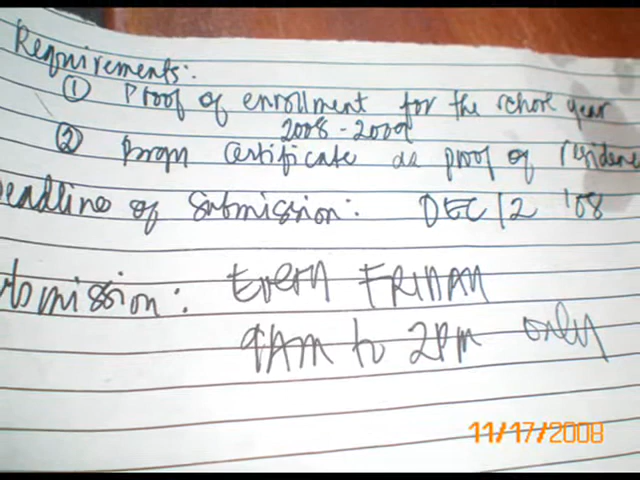 Requirements:
① Proof of enrollment for the school year
2008-2009
② Brgy Certificate as proof of residence
Deadline of Submission: DEC 12 '08
Submission: Every FRIDAY
9AM to 2PM only
11/17/2008